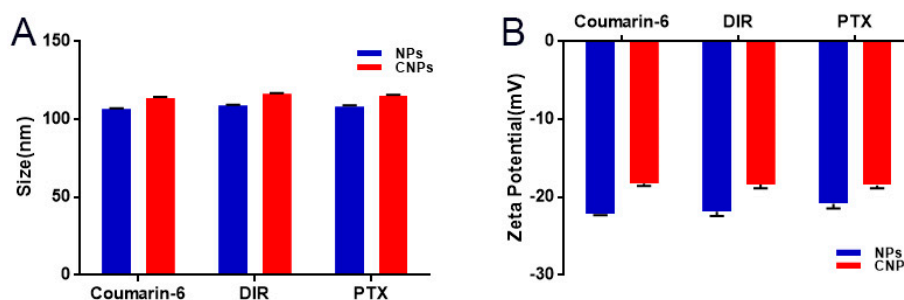 A
150
100
50
0
Size(nm)
NPs
CNPs
Coumarin-6 DIR PTX
B
Coumarin-6 DIR PTX
0
-10
-20
-30
Zeta Potential(mV)
NPs
CNP